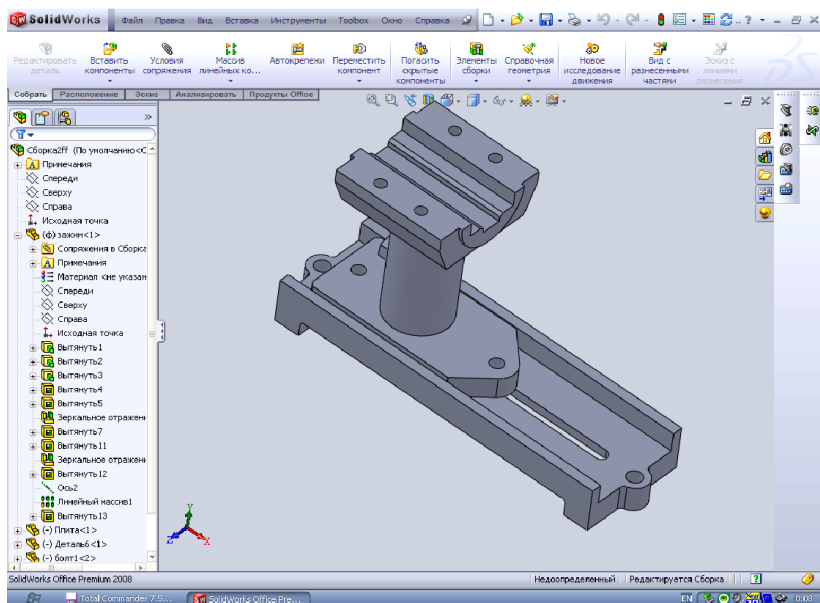 SolidWorks Файл Правка Вид Вставка Инструменты Toolbox Окно Справка
Редактировать деталь
Вставить компоненты
Условия сопряжения
Массив линейных ко...
Автокрепежи
Переместить компонент
Погасить скрытые компоненты
Элементы сборки
Справочная геометрия
Новое исследование движения
Вид с разнесенными частями
Эскиз с линиями разнесения
Собрать Расположение Эскиз Анализировать Продукты Office
Сборка2ff (По умолчанию<С
Примечания
Спереди
Сверху
Справа
Исходная точка
(ф) зажим<1>
Сопряжения в Сборка
Примечания
Материал <не указан
Спереди
Сверху
Справа
Исходная точка
Вытянуть1
Вытянуть2
Вытянуть3
Вытянуть4
Вытянуть5
Зеркальное отражени
Вытянуть7
Вытянуть11
Зеркальное отражени
Вытянуть12
Ось2
Линейный массив1
Вытянуть13
(-) Плита<1>
(-) Деталь6<1>
(-) болт1<2>
Y
X
Z
SolidWorks Office Premium 2008 Недоопределенный Редактируется Сборка
Total Commander 7.5... SolidWorks Office Pre... EN 0:08